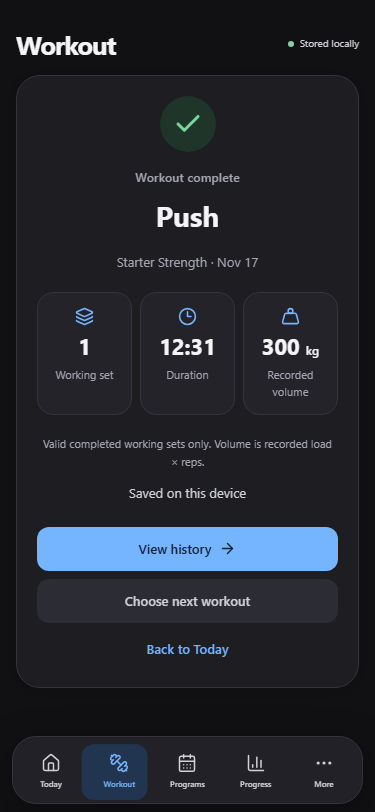 Workout
Stored locally
Workout complete
Push
Starter Strength · Nov 17
1
Working set
12:31
Duration
300 kg
Recorded
volume
Valid completed working sets only. Volume is recorded load
× reps.
Saved on this device
View history
Choose next workout
Back to Today
Today
Workout
Programs
Progress
More